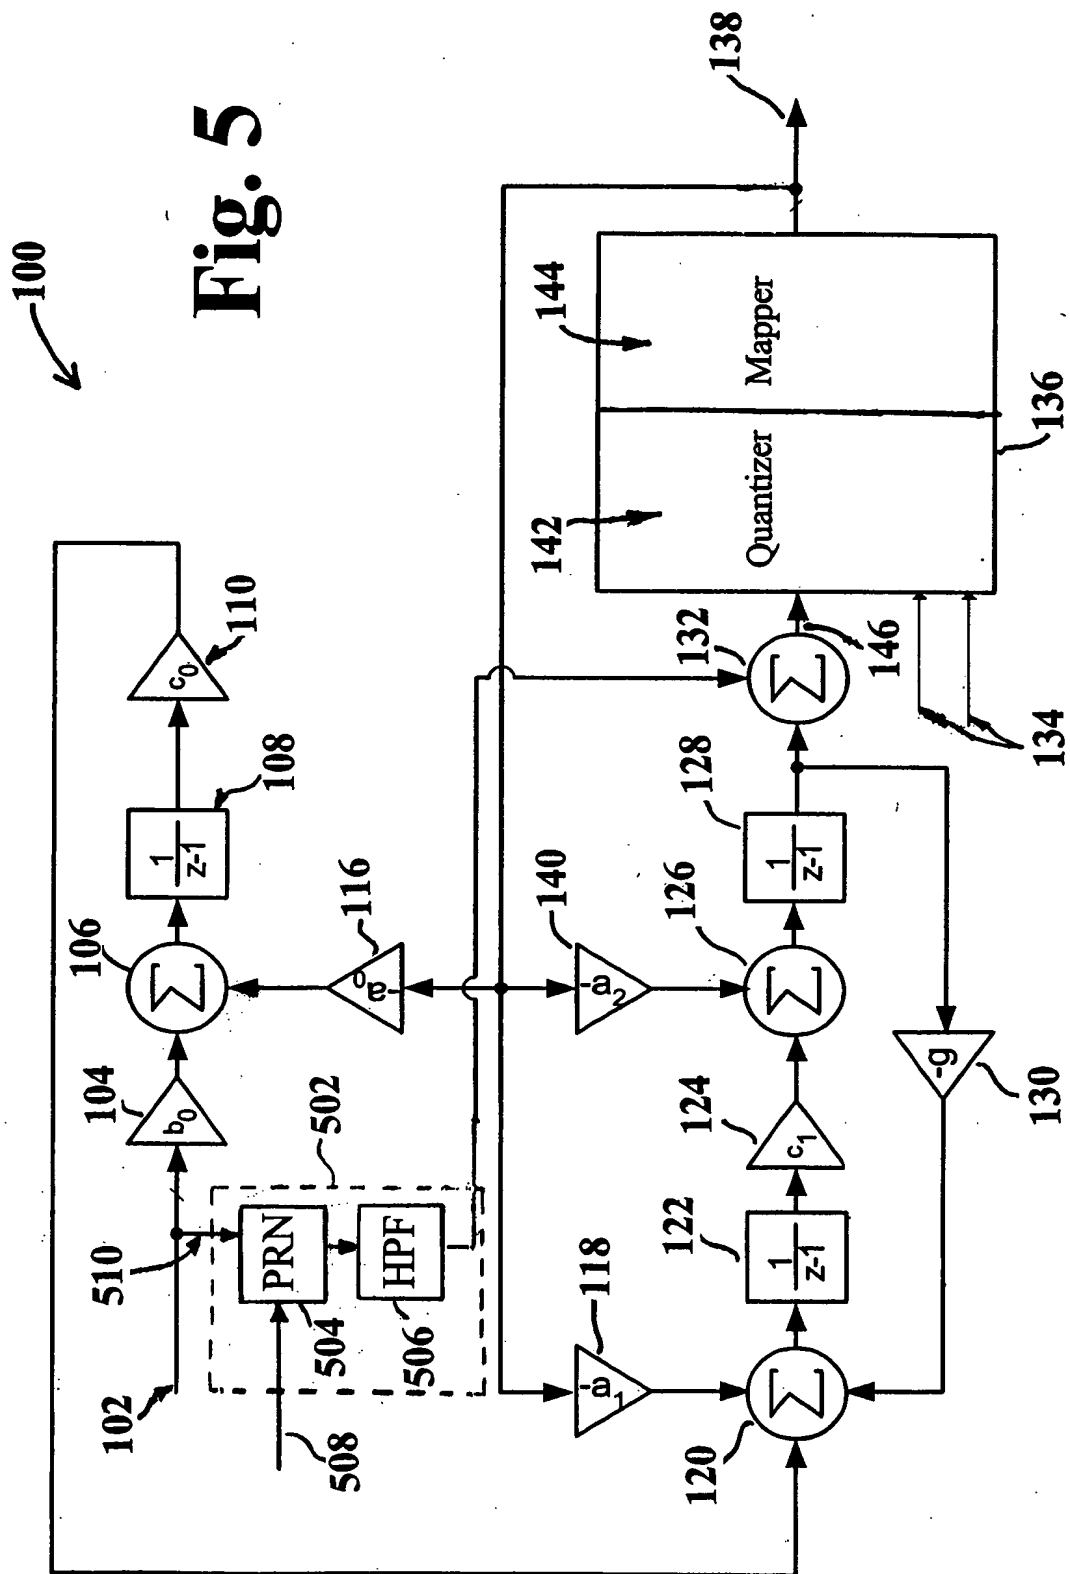 Fig. 5
100
102
104
b0
106
Σ
108
1
z-1
110
c0
510
502
PRN
504
HPF
506
508
116
-a0
118
-a1
140
-a2
120
Σ
122
1
z-1
124
c1
126
Σ
128
1
z-1
130
-g
132
Σ
146
134
142
Quantizer
144
Mapper
136
138